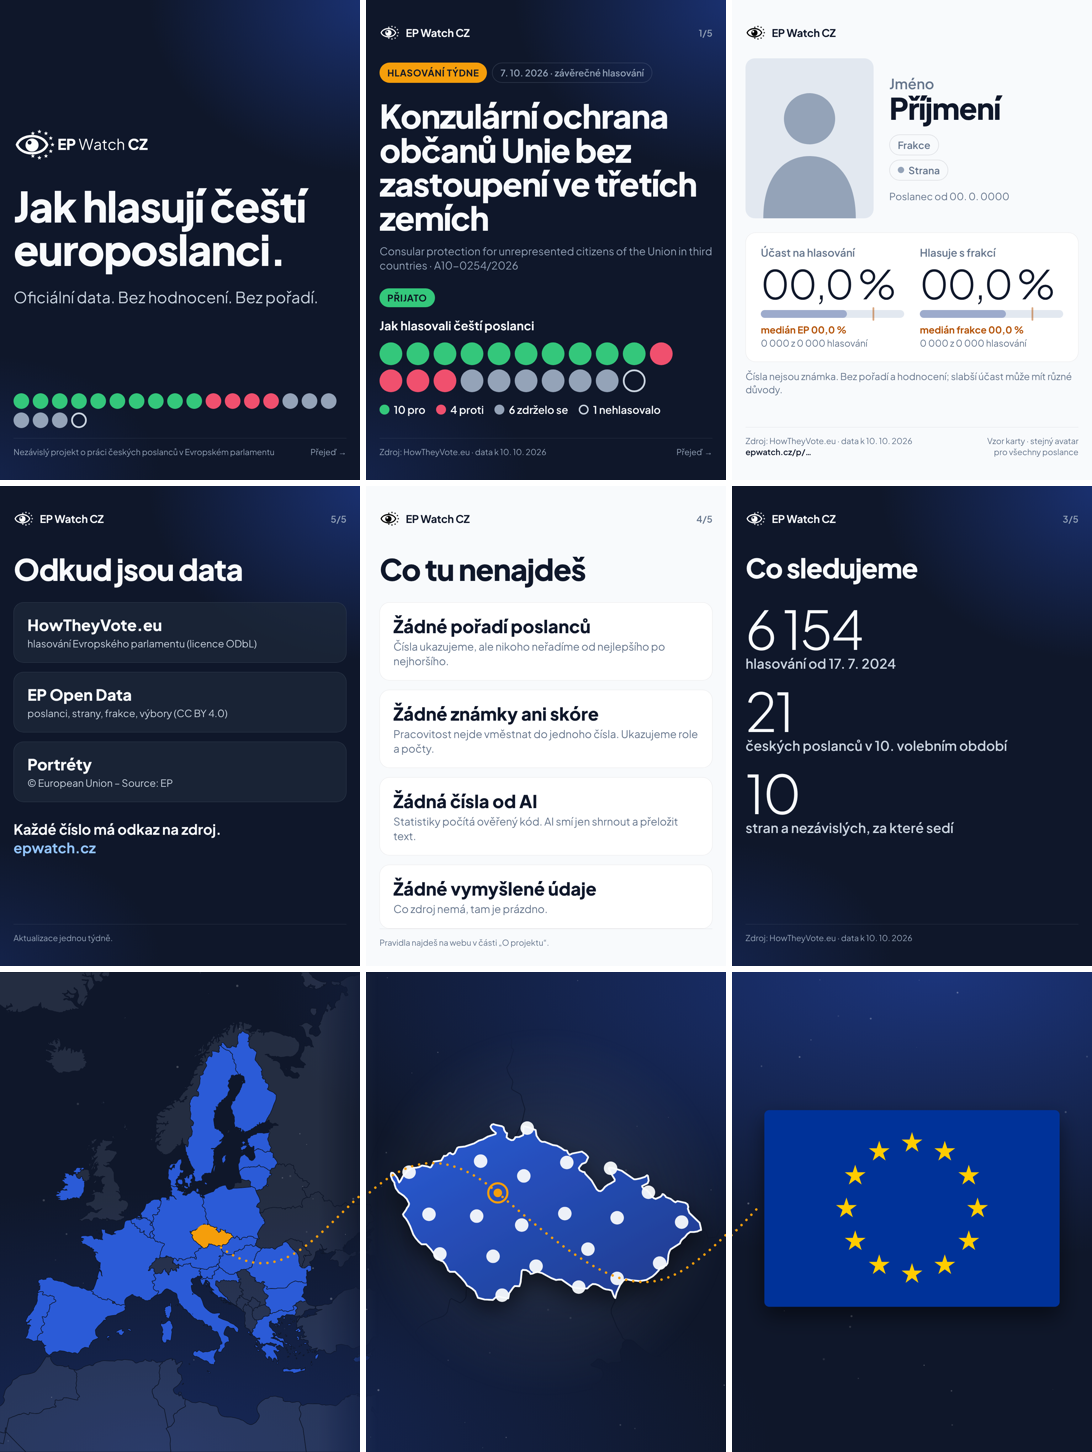 EP Watch CZ
Jak hlasují čeští
europoslanci.
Oficiální data. Bez hodnocení. Bez pořadí.
Nezávislý projekt o práci českých poslanců v Evropském parlamentu
Přejeď →
EP Watch CZ
1/5
HLASOVÁNÍ TÝDNE
7. 10. 2026 · závěrečné hlasování
Konzulární ochrana
občanů Unie bez
zastoupení ve třetích
zemích
Consular protection for unrepresented citizens of the Union in third
countries · A10-0254/2026
PŘIJATO
Jak hlasovali čeští poslanci
10 pro
4 proti
6 zdrželo se
1 nehlasovalo
Zdroj: HowTheyVote.eu · data k 10. 10. 2026
Přejeď →
EP Watch CZ
Jméno
Příjmení
Frakce
Strana
Poslanec od 00. 0. 0000
Účast na hlasování
00,0 %
medián EP 00,0 %
0 000 z 0 000 hlasování
Hlasuje s frakcí
00,0 %
medián frakce 00,0 %
0 000 z 0 000 hlasování
Čísla nejsou známka. Bez pořadí a hodnocení; slabší účast může mít různé
důvody.
Zdroj: HowTheyVote.eu · data k 10. 10. 2026
epwatch.cz/p/…
Vzor karty · stejný avatar
pro všechny poslance
EP Watch CZ
5/5
Odkud jsou data
HowTheyVote.eu
hlasování Evropského parlamentu (licence ODbL)
EP Open Data
poslanci, strany, frakce, výbory (CC BY 4.0)
Portréty
© European Union – Source: EP
Každé číslo má odkaz na zdroj.
epwatch.cz
Aktualizace jednou týdně.
EP Watch CZ
4/5
Co tu nenajdeš
Žádné pořadí poslanců
Čísla ukazujeme, ale nikoho neřadíme od nejlepšího po
nejhoršího.
Žádné známky ani skóre
Pracovitost nejde vměstnat do jednoho čísla. Ukazujeme role
a počty.
Žádná čísla od AI
Statistiky počítá ověřený kód. AI smí jen shrnout a přeložit
text.
Žádné vymyšlené údaje
Co zdroj nemá, tam je prázdno.
Pravidla najdeš na webu v části „O projektu“.
EP Watch CZ
3/5
Co sledujeme
6 154
hlasování od 17. 7. 2024
21
českých poslanců v 10. volebním období
10
stran a nezávislých, za které sedí
Zdroj: HowTheyVote.eu · data k 10. 10. 2026